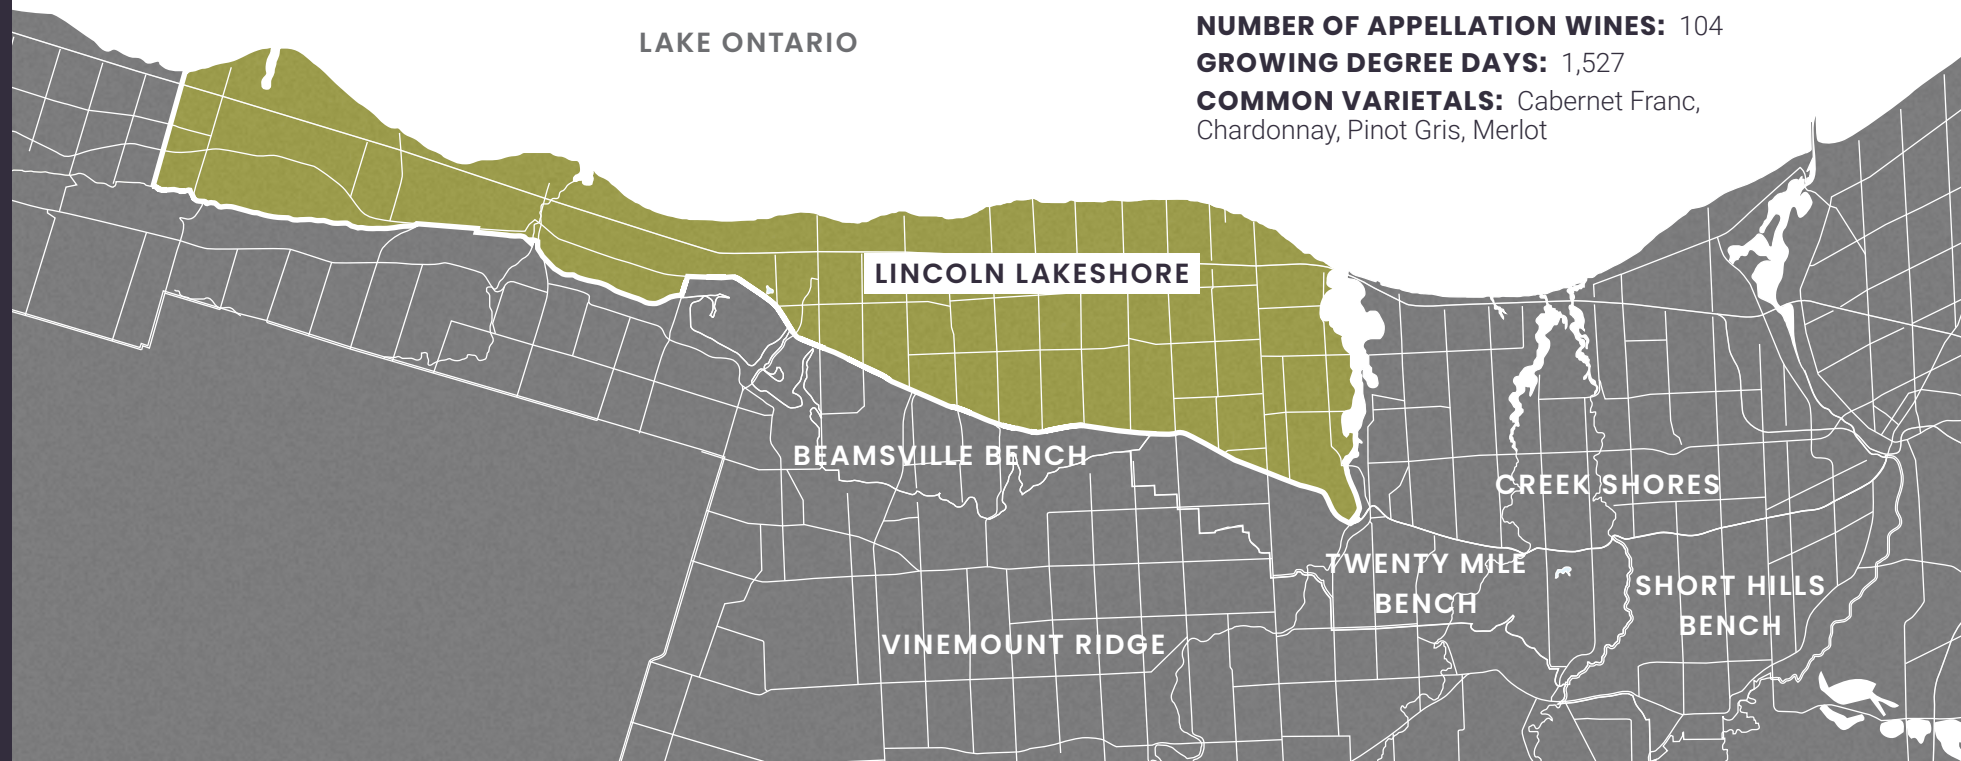 LAKE ONTARIO
NUMBER OF APPELLATION WINES: 104
GROWING DEGREE DAYS: 1,527
COMMON VARIETALS: Cabernet Franc,
Chardonnay, Pinot Gris, Merlot
LINCOLN LAKESHORE
BEAMSVILLE BENCH
CREEK SHORES
TWENTY MILE
BENCH
SHORT HILLS
BENCH
VINEMOUNT RIDGE